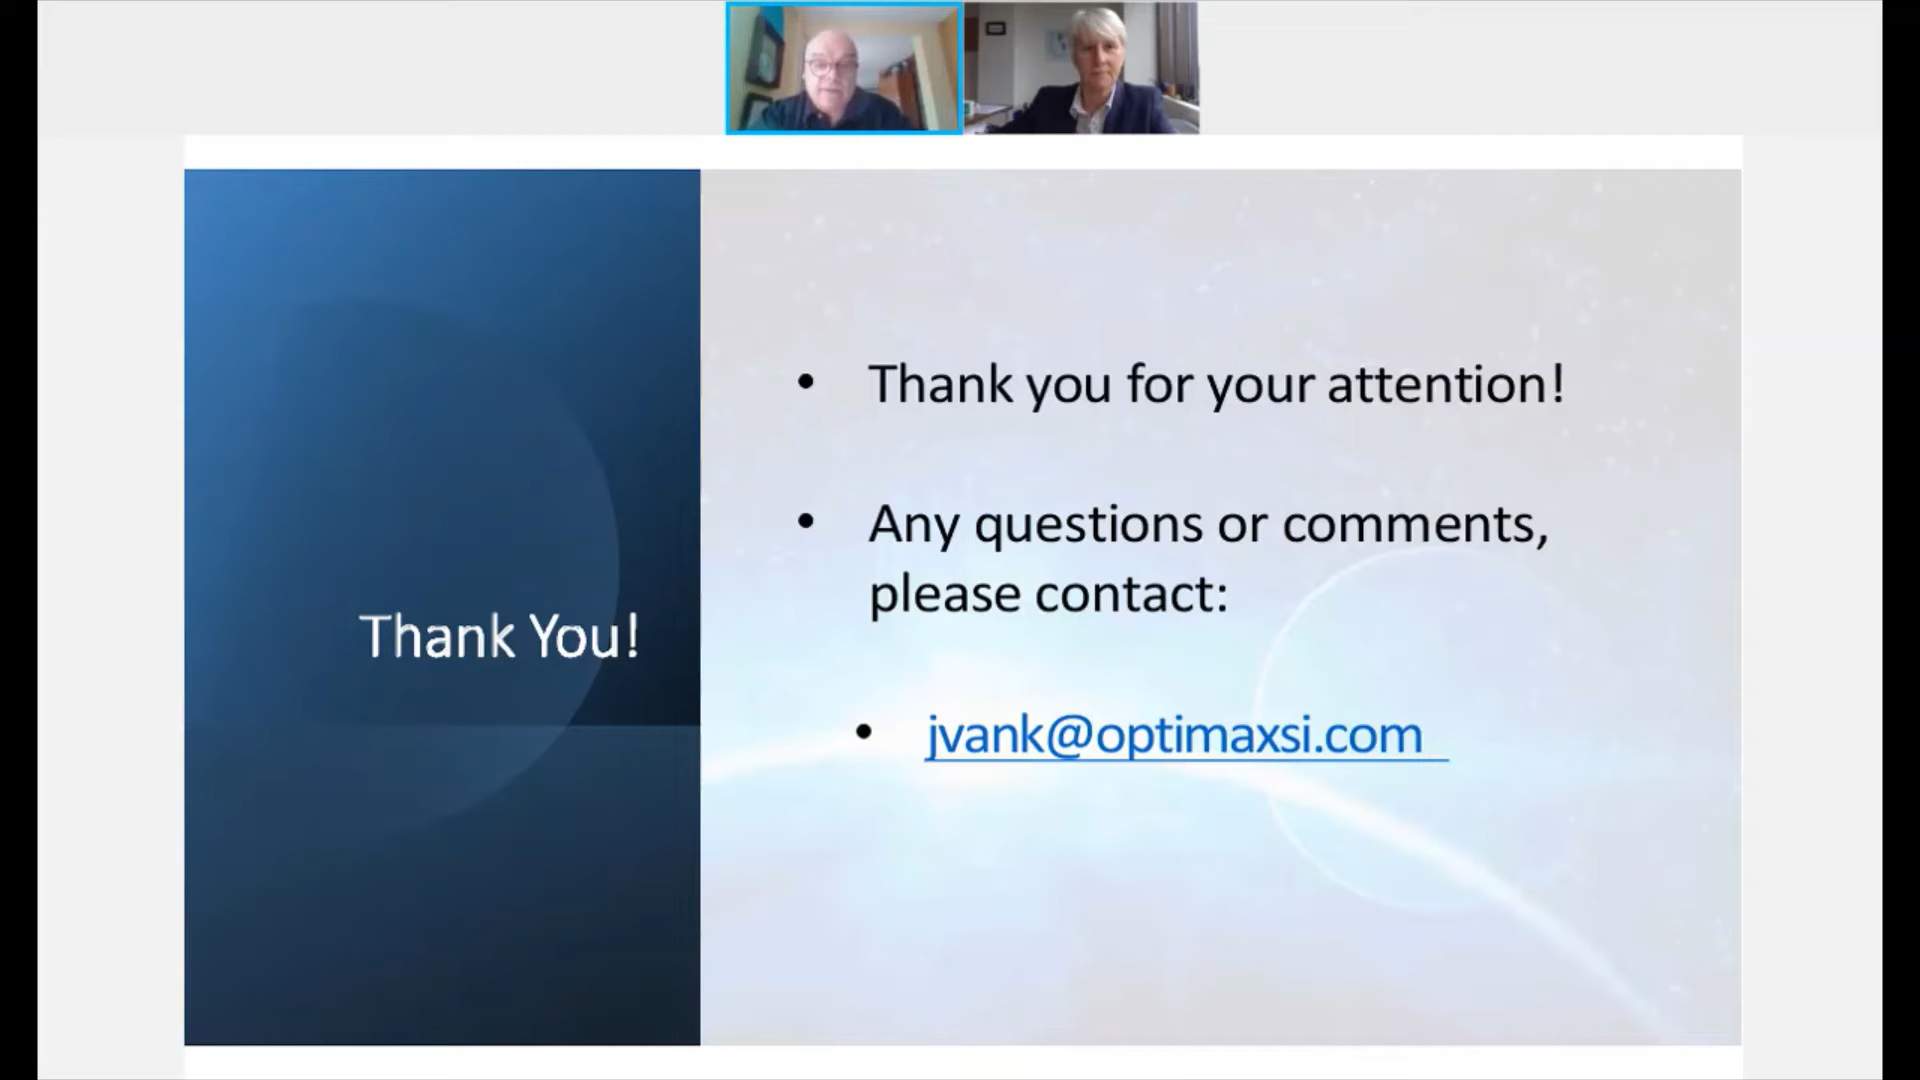 Thank You!
• Thank you for your attention!
• Any questions or comments,
please contact:
• jvank@optimaxsi.com